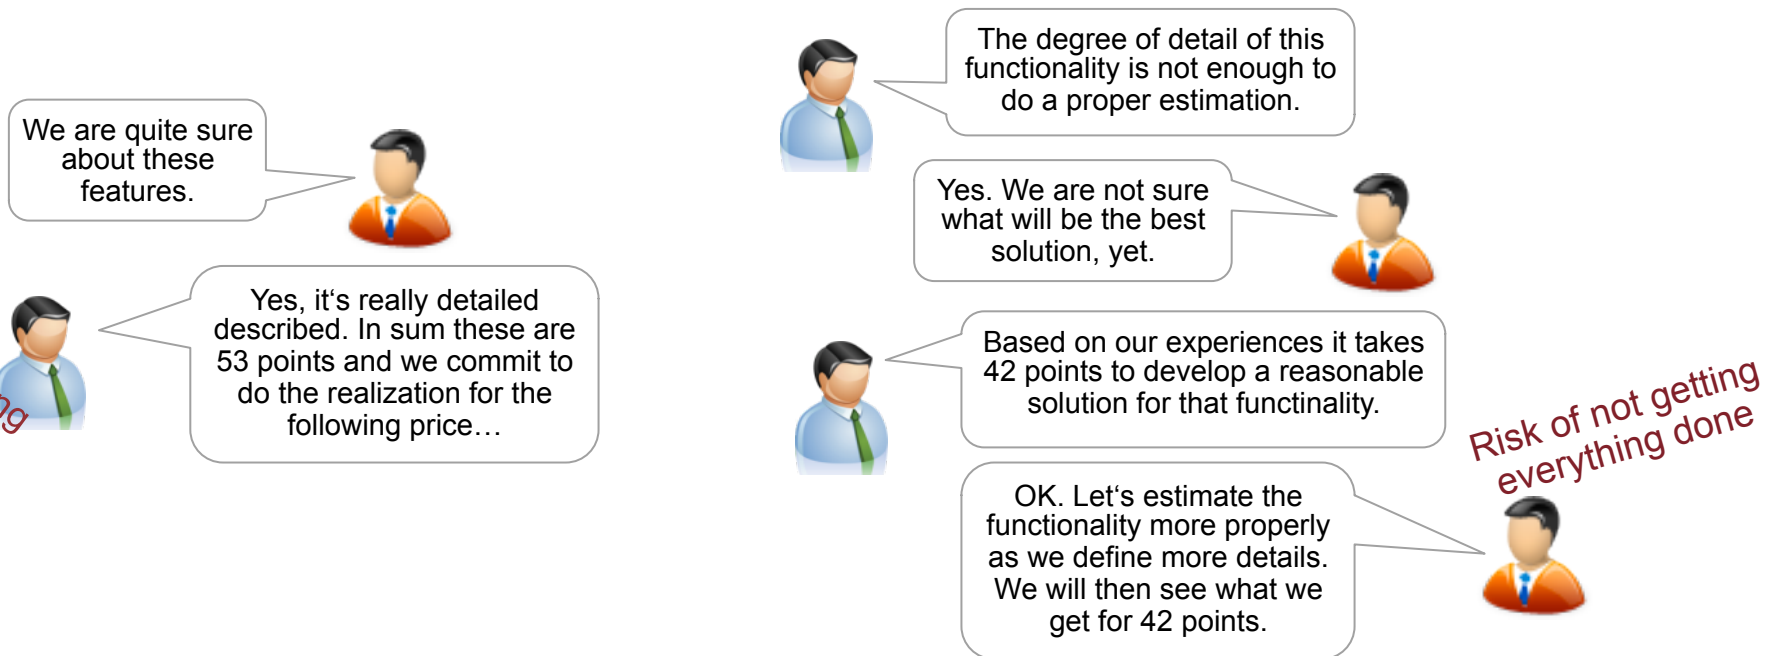 We are quite sure
about these
features.
Yes, it‘s really detailed
described. In sum these are
53 points and we commit to
do the realization for the
following price…
The degree of detail of this
functionality is not enough to
do a proper estimation.
Yes. We are not sure
what will be the best
solution, yet.
Based on our experiences it takes
42 points to develop a reasonable
solution for that functinality.
OK. Let‘s estimate the
functionality more properly
as we define more details.
We will then see what we
get for 42 points.
Risk of not getting
everything done